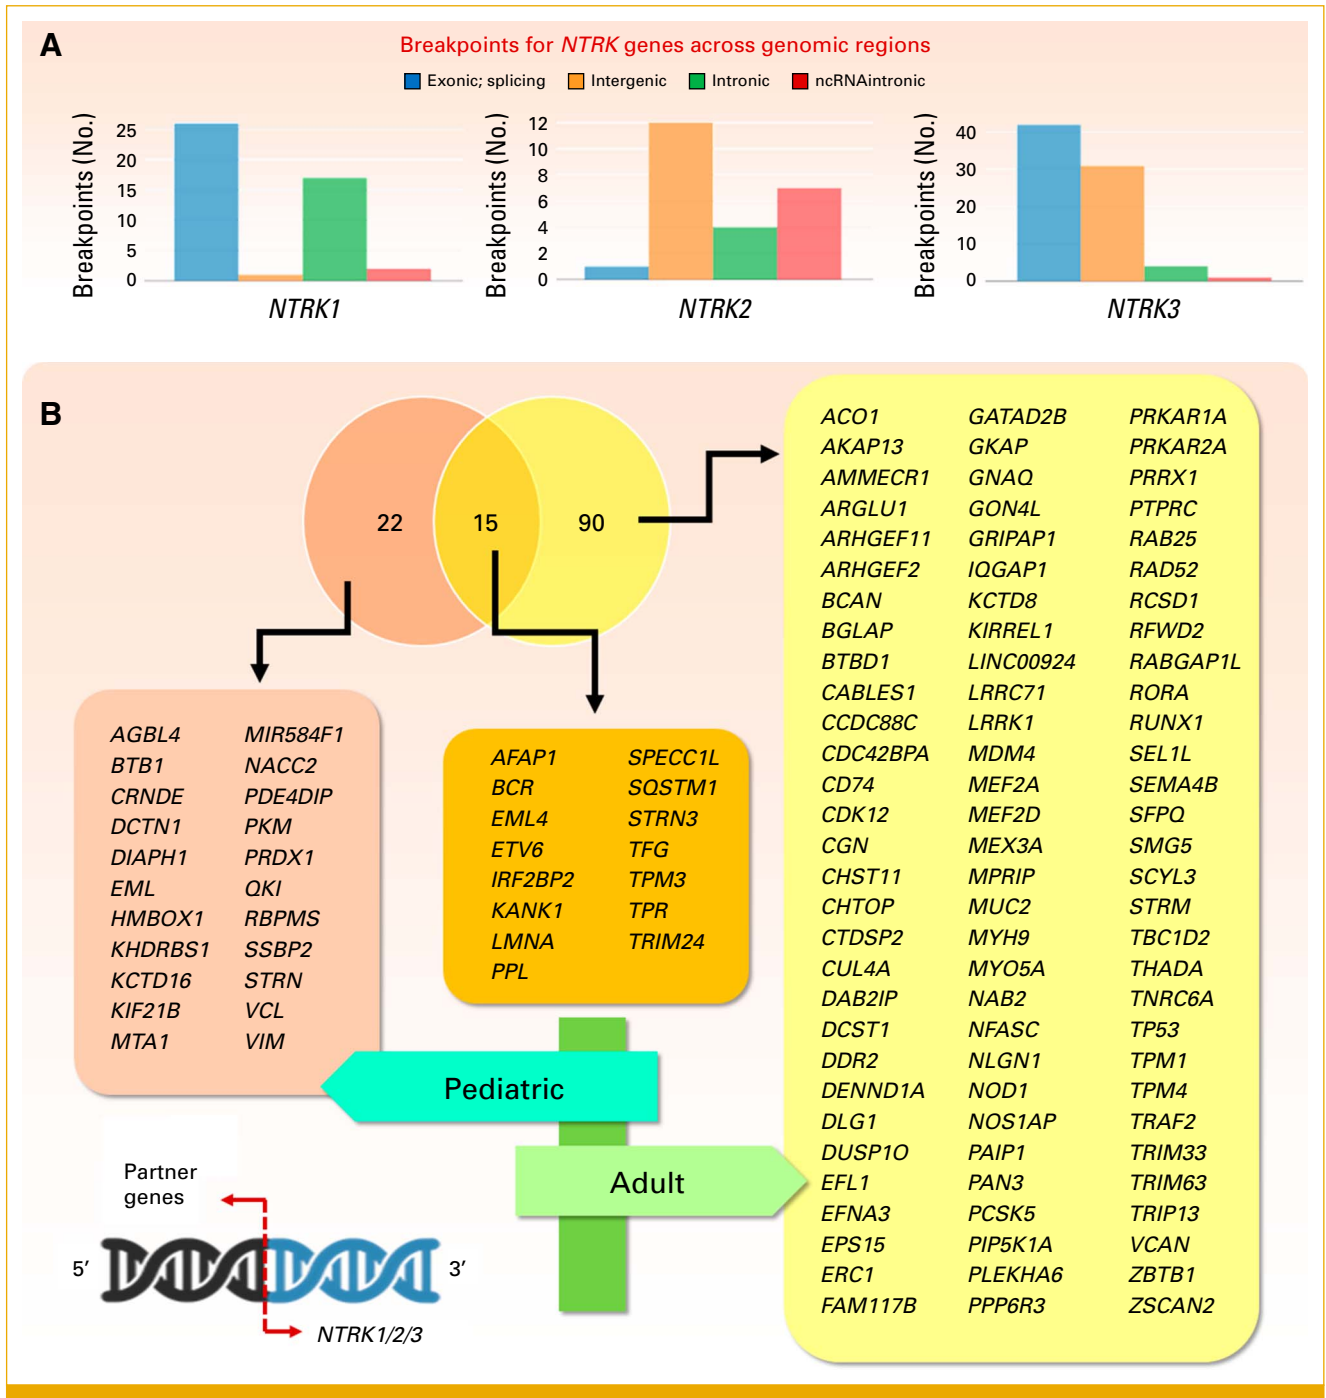 A
Breakpoints for NTRK genes across genomic regions
Exonic; splicing Intergenic Intronic ncRNAintronic
Breakpoints (No.)
25
20
15
10
5
0
NTRK1
Breakpoints (No.)
12
10
8
6
4
2
0
NTRK2
Breakpoints (No.)
40
30
20
10
0
NTRK3
B
22 15 90
AGBL4 MIR584F1
BTB1 NACC2
CRNDE PDE4DIP
DCTN1 PKM
DIAPH1 PRDX1
EML QKI
HMBOX1 RBPMS
KHDRBS1 SSBP2
KCTD16 STRN
KIF21B VCL
MTA1 VIM
AFAP1 SPECC1L
BCR SQSTM1
EML4 STRN3
ETV6 TFG
IRF2BP2 TPM3
KANK1 TPR
LMNA TRIM24
PPL
ACO1 GATAD2B PRKAR1A
AKAP13 GKAP PRKAR2A
AMMECR1 GNAQ PRRX1
ARGLU1 GON4L PTPRC
ARHGEF11 GRIPAP1 RAB25
ARHGEF2 IQGAP1 RAD52
BCAN KCTD8 RCSD1
BGLAP KIRREL1 RFWD2
BTBD1 LINC00924 RABGAP1L
CABLES1 LRRC71 RORA
CCDC88C LRRK1 RUNX1
CDC42BPA MDM4 SEL1L
CD74 MEF2A SEMA4B
CDK12 MEF2D SFPQ
CGN MEX3A SMG5
CHST11 MPRIP SCYL3
CHTOP MUC2 STRM
CTDSP2 MYH9 TBC1D2
CUL4A MYO5A THADA
DAB2IP NAB2 TNRC6A
DCST1 NFASC TP53
DDR2 NLGN1 TPM1
DENND1A NOD1 TPM4
DLG1 NOS1AP TRAF2
DUSP1O PAIP1 TRIM33
EFL1 PAN3 TRIM63
EFNA3 PCSK5 TRIP13
EPS15 PIP5K1A VCAN
ERC1 PLEKHA6 ZBTB1
FAM117B PPP6R3 ZSCAN2
Pediatric
Adult
Partner
genes
5′ 3′
NTRK1/2/3